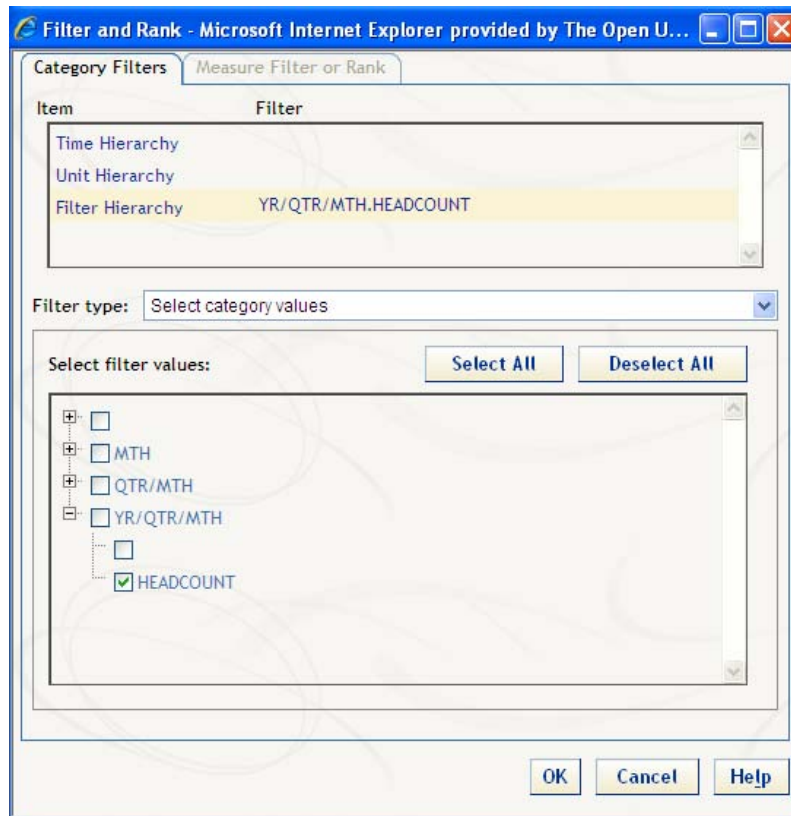 Filter and Rank - Microsoft Internet Explorer provided by The Open U...
Category Filters Measure Filter or Rank
Item Filter
Time Hierarchy
Unit Hierarchy
Filter Hierarchy YR/QTR/MTH.HEADCOUNT
Filter type: Select category values
Select filter values: Select All Deselect All
MTH
QTR/MTH
YR/QTR/MTH
HEADCOUNT
OK Cancel Help